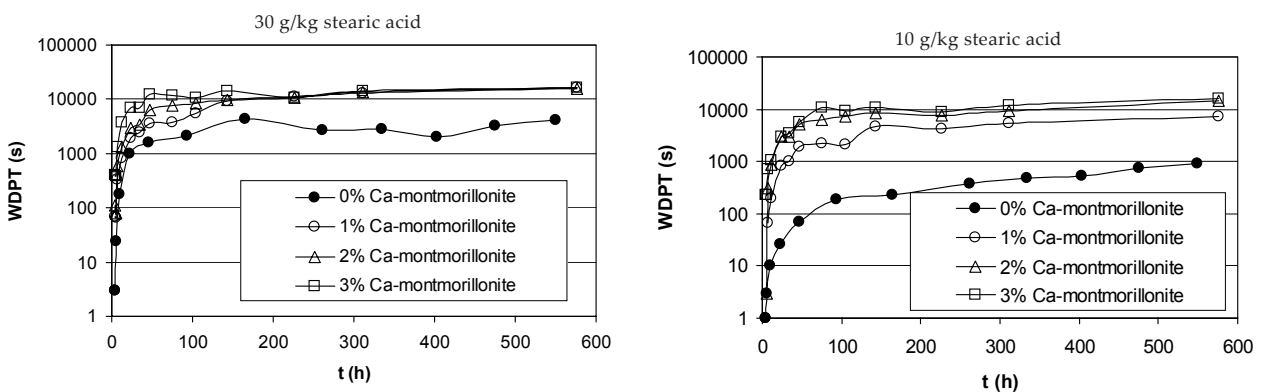 30 g/kg stearic acid
100000
10000
1000
100
10
1
WDPT (s)
0% Ca-montmorillonite
1% Ca-montmorillonite
2% Ca-montmorillonite
3% Ca-montmorillonite
0 100 200 300 400 500 600
t (h)
10 g/kg stearic acid
100000
10000
1000
100
10
1
WDPT (s)
0% Ca-montmorillonite
1% Ca-montmorillonite
2% Ca-montmorillonite
3% Ca-montmorillonite
0 100 200 300 400 500 600
t (h)